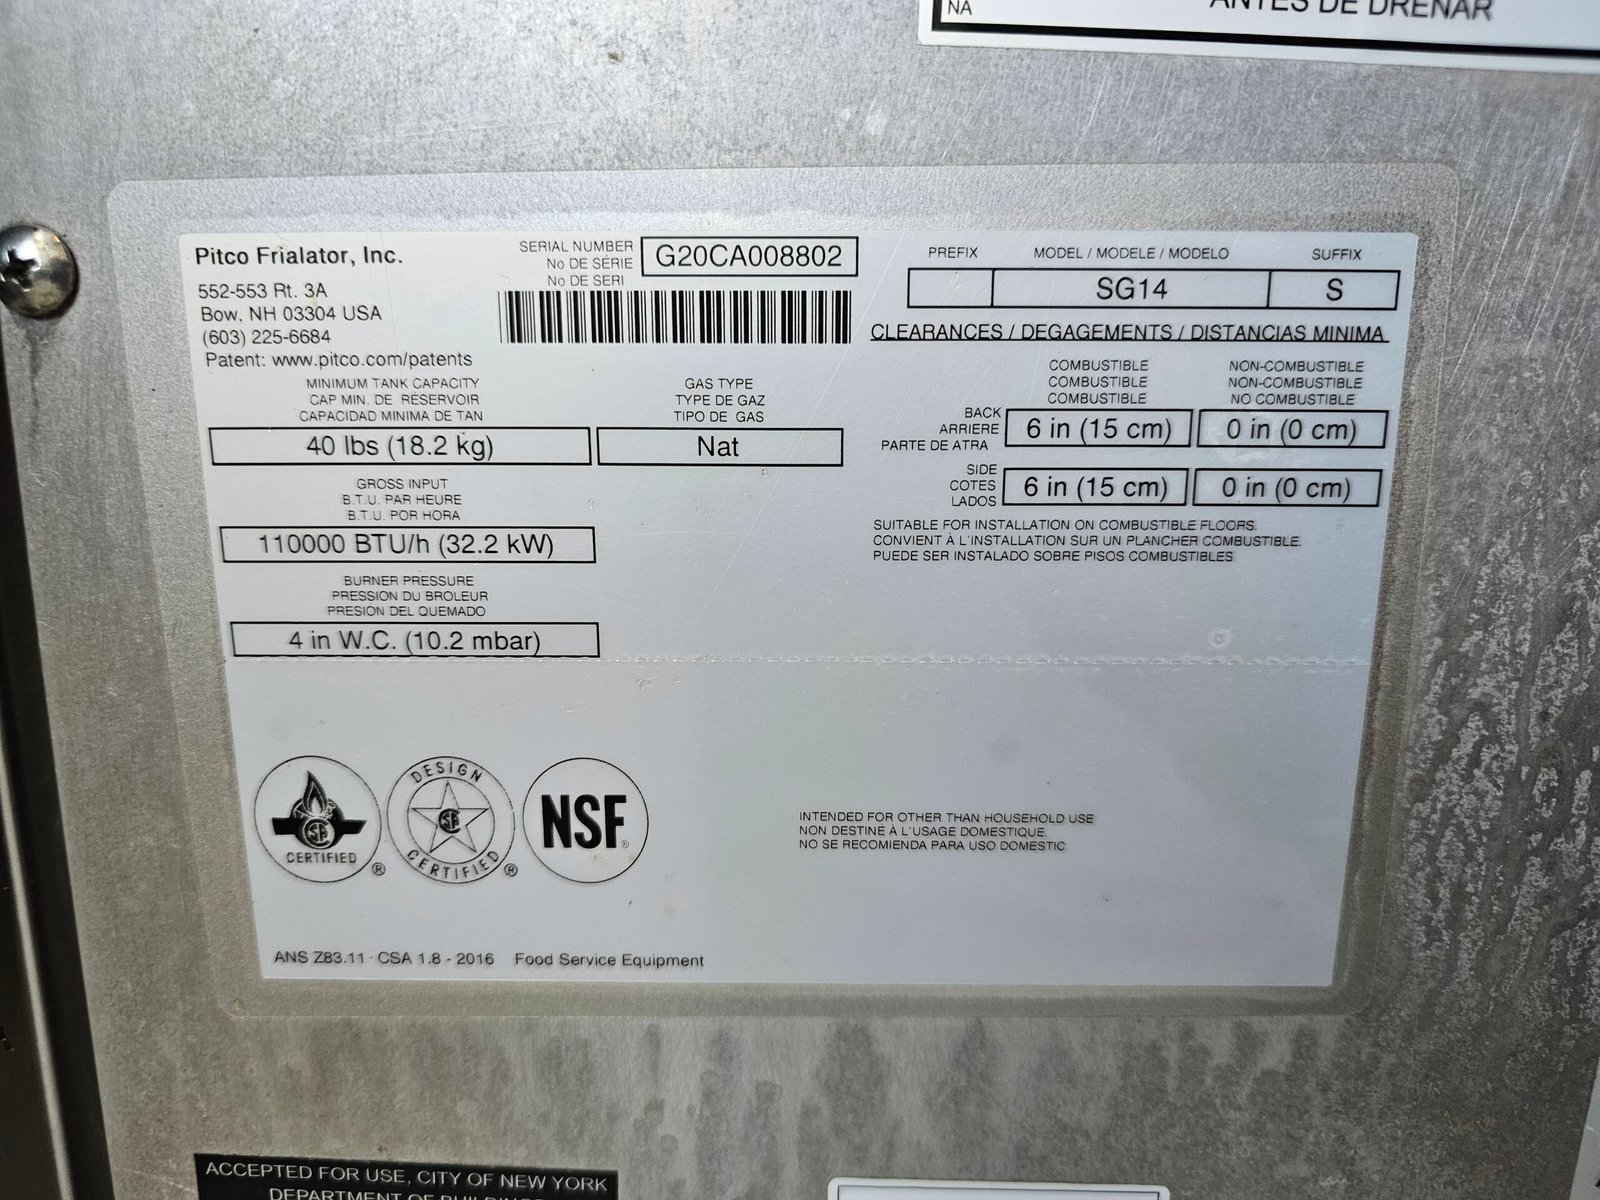 NA
ANTES DE DRENAR
Pitco Frialator, Inc.
552-553 Rt. 3A
Bow, NH 03304 USA
(603) 225-6684
Patent: www.pitco.com/patents
SERIAL NUMBER
No DE SÉRIE
No DE SERI
G20CA008802
PREFIX
MODEL / MODELE / MODELO
SUFFIX
SG14
S
CLEARANCES / DEGAGEMENTS / DISTANCIAS MINIMA
COMBUSTIBLE
COMBUSTIBLE
COMBUSTIBLE
NON-COMBUSTIBLE
NON-COMBUSTIBLE
NO COMBUSTIBLE
BACK
ARRIERE
PARTE DE ATRA
6 in (15 cm)
0 in (0 cm)
SIDE
COTES
LADOS
6 in (15 cm)
0 in (0 cm)
SUITABLE FOR INSTALLATION ON COMBUSTIBLE FLOORS.
CONVIENT À L'INSTALLATION SUR UN PLANCHER COMBUSTIBLE.
PUEDE SER INSTALADO SOBRE PISOS COMBUSTIBLES
MINIMUM TANK CAPACITY
CAP MIN. DE RÉSERVOIR
CAPACIDAD MINIMA DE TAN
40 lbs (18.2 kg)
GAS TYPE
TYPE DE GAZ
TIPO DE GAS
Nat
GROSS INPUT
B.T.U. PAR HEURE
B.T.U. POR HORA
110000 BTU/h (32.2 kW)
BURNER PRESSURE
PRESSION DU BROLEUR
PRESION DEL QUEMADO
4 in W.C. (10.2 mbar)
CERTIFIED ®
DESIGN
CERTIFIED ®
NSF®
INTENDED FOR OTHER THAN HOUSEHOLD USE
NON DESTINÉ À L'USAGE DOMESTIQUE.
NO SE RECOMIENDA PARA USO DOMESTIC
ANS Z83.11 · CSA 1.8 - 2016 Food Service Equipment
ACCEPTED FOR USE, CITY OF NEW YORK
DEPARTMENT OF